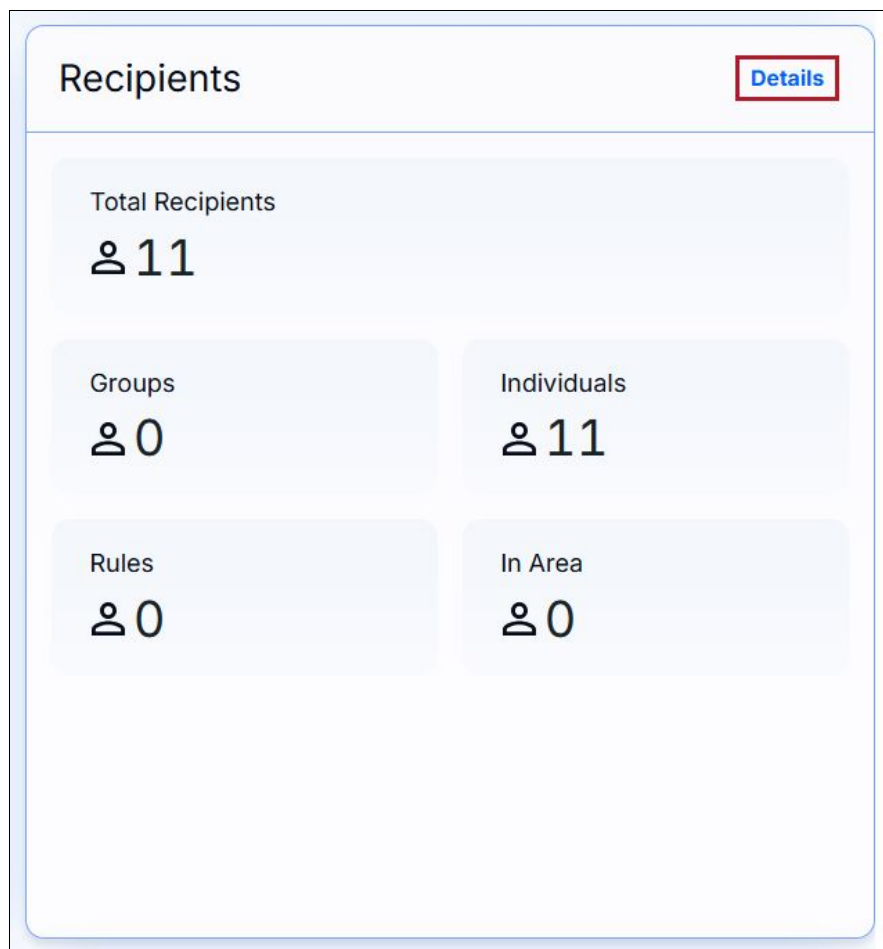 Recipients
Details
Total Recipients
11
Groups
0
Individuals
11
Rules
0
In Area
0